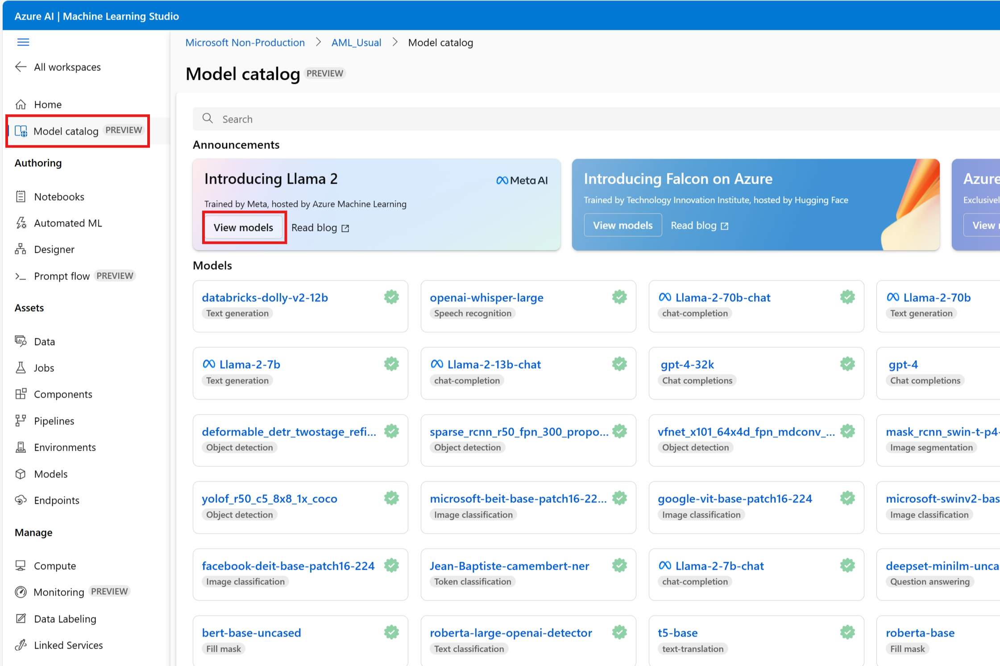 Azure AI | Machine Learning Studio
All workspaces
Home
Model catalog PREVIEW
Authoring
Notebooks
Automated ML
Designer
Prompt flow PREVIEW
Assets
Data
Jobs
Components
Pipelines
Environments
Models
Endpoints
Manage
Compute
Monitoring PREVIEW
Data Labeling
Linked Services
Microsoft Non-Production > AML_Usual > Model catalog
Model catalog PREVIEW
Search
Announcements
Introducing Llama 2
Meta AI
Trained by Meta, hosted by Azure Machine Learning
View models Read blog
Introducing Falcon on Azure
Trained by Technology Innovation Institute, hosted by Hugging Face
View models Read blog
Azure
Exclusivel
View
Models
databricks-dolly-v2-12b
Text generation
openai-whisper-large
Speech recognition
Llama-2-70b-chat
chat-completion
Llama-2-70b
Text generation
Llama-2-7b
Text generation
Llama-2-13b-chat
chat-completion
gpt-4-32k
Chat completions
gpt-4
Chat completions
deformable_detr_twostage_refi...
Object detection
sparse_rcnn_r50_fpn_300_propo...
Object detection
vfnet_x101_64x4d_fpn_mdconv_...
Object detection
mask_rcnn_swin-t-p4-
Image segmentation
yolof_r50_c5_8x8_1x_coco
Object detection
microsoft-beit-base-patch16-22...
Image classification
google-vit-base-patch16-224
Image classification
microsoft-swinv2-bas
Image classification
facebook-deit-base-patch16-224
Image classification
Jean-Baptiste-camembert-ner
Token classification
Llama-2-7b-chat
chat-completion
deepset-minilm-unca
Question answering
bert-base-uncased
Fill mask
roberta-large-openai-detector
Text classification
t5-base
text-translation
roberta-base
Fill mask